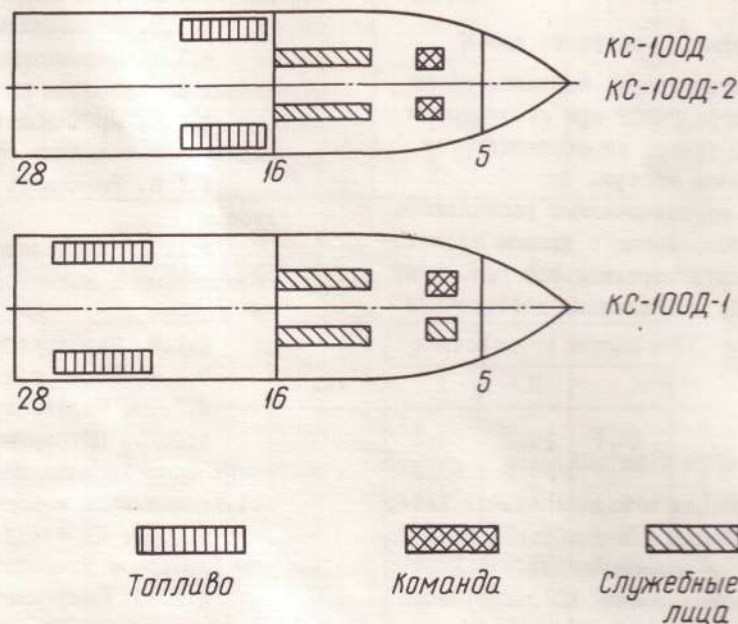 КС-100Д
КС-100Д-2
28 16 5
КС-100Д-1
28 16 5
Топливо Команда Служебные
лица